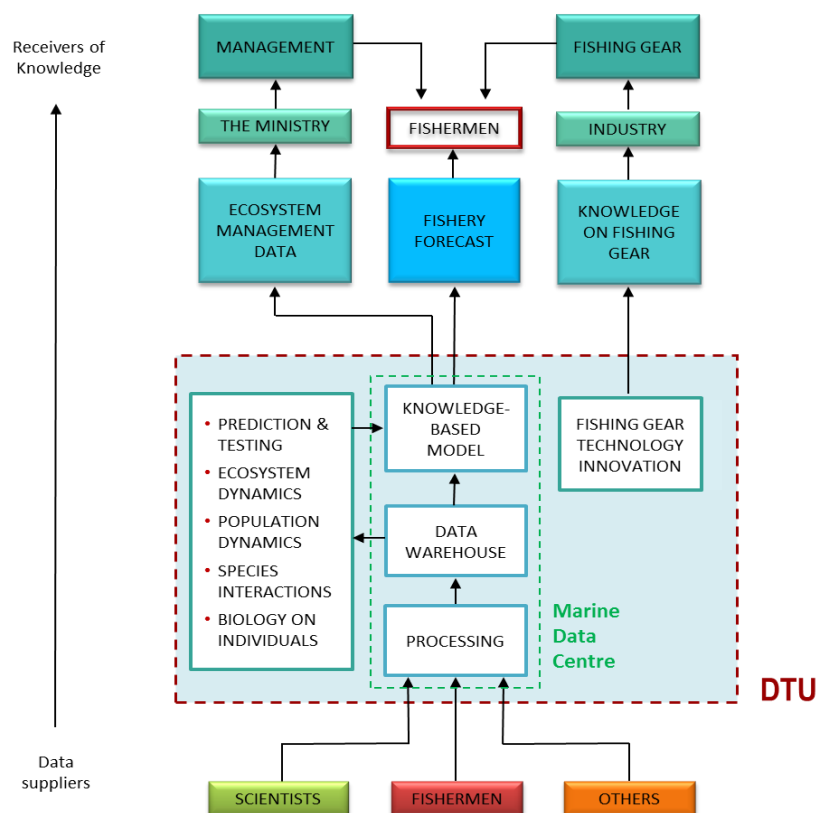 Receivers of
Knowledge
MANAGEMENT
FISHING GEAR
THE MINISTRY
FISHERMEN
INDUSTRY
ECOSYSTEM
MANAGEMENT
DATA
FISHERY
FORECAST
KNOWLEDGE
ON FISHING
GEAR
• PREDICTION &
TESTING
• ECOSYSTEM
DYNAMICS
• POPULATION
DYNAMICS
• SPECIES
INTERACTIONS
• BIOLOGY ON
INDIVIDUALS
KNOWLEDGE-
BASED
MODEL
DATA
WAREHOUSE
PROCESSING
FISHING GEAR
TECHNOLOGY
INNOVATION
Marine
Data
Centre
DTU
Data
suppliers
SCIENTISTS
FISHERMEN
OTHERS